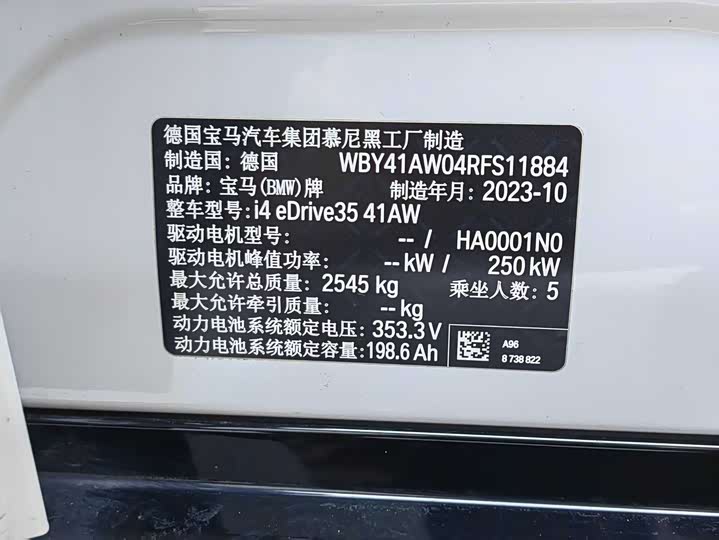 德国宝马汽车集团慕尼黑工厂制造
制造国: 德国 WBY41AW04RFS11884
品牌: 宝马(BMW)牌 制造年月: 2023-10
整车型号: i4 eDrive35 41AW
驱动电机型号: -- / HA0001N0
驱动电机峰值功率: -- kW / 250 kW
最大允许总质量: 2545 kg 乘坐人数: 5
最大允许牵引质量: -- kg
动力电池系统额定电压: 353.3 V
动力电池系统额定容量: 198.6 Ah
A96
8 738 822